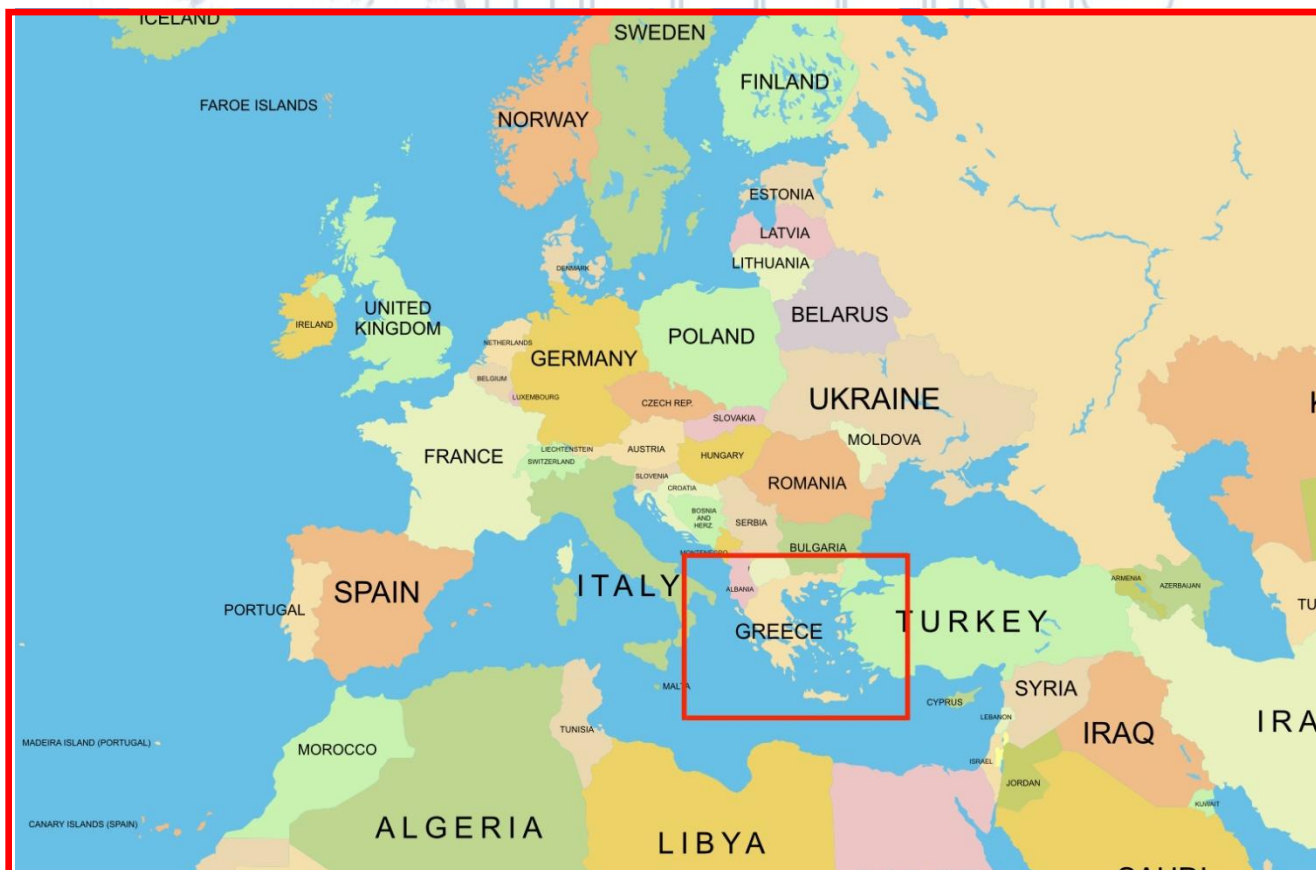 ICELAND
SWEDEN
FINLAND
FAROE ISLANDS
NORWAY
ESTONIA
LATVIA
LITHUANIA
DENMARK
BELARUS
UNITED
KINGDOM
IRELAND
POLAND
NETHERLANDS
GERMANY
BELGIUM
LUXEMBOURG
CZECH REP.
UKRAINE
SLOVAKIA
MOLDOVA
FRANCE
LIECHTENSTEIN
SWITZERLAND
AUSTRIA
HUNGARY
SLOVENIA
ROMANIA
CROATIA
BOSNIA
AND
HERZ.
SERBIA
MONTENEGRO
BULGARIA
ITALY
SPAIN
PORTUGAL
ALBANIA
GREECE
TURKEY
ARMENIA
AZERBAIJAN
TU
MALTA
CYPRUS
SYRIA
LEBANON
IRAQ
IRA
TUNISIA
MOROCCO
MADEIRA ISLAND (PORTUGAL)
ISRAEL
JORDAN
KUWAIT
CANARY ISLANDS (SPAIN)
ALGERIA
LIBYA
SAUDI